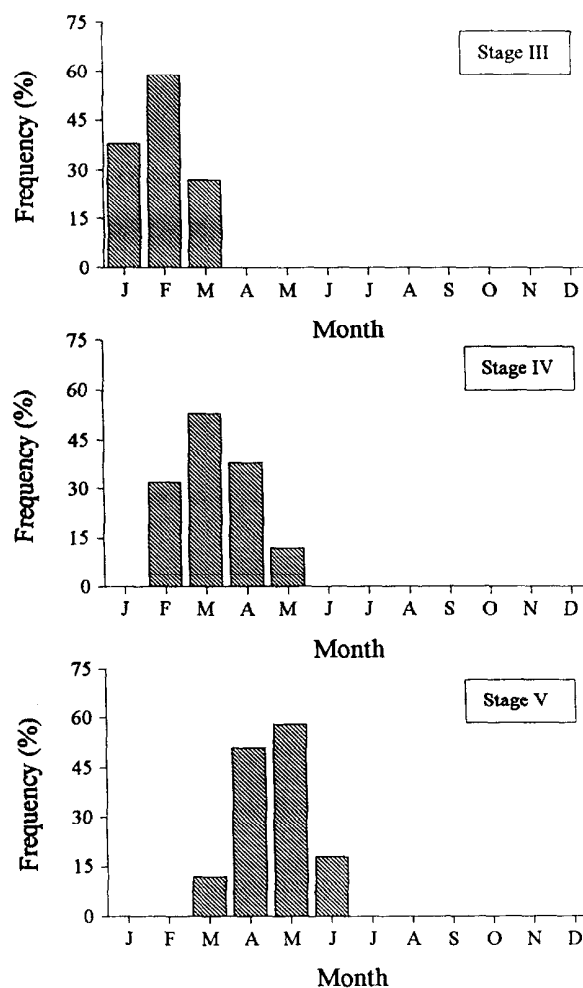 75
Stage III
60
45
30
15
0
Frequency (%)
J F M A M J J A S O N D
Month
75
Stage IV
60
45
30
15
0
Frequency (%)
J F M A M J J A S O N D
Month
75
Stage V
60
45
30
15
0
Frequency (%)
J F M A M J J A S O N D
Month